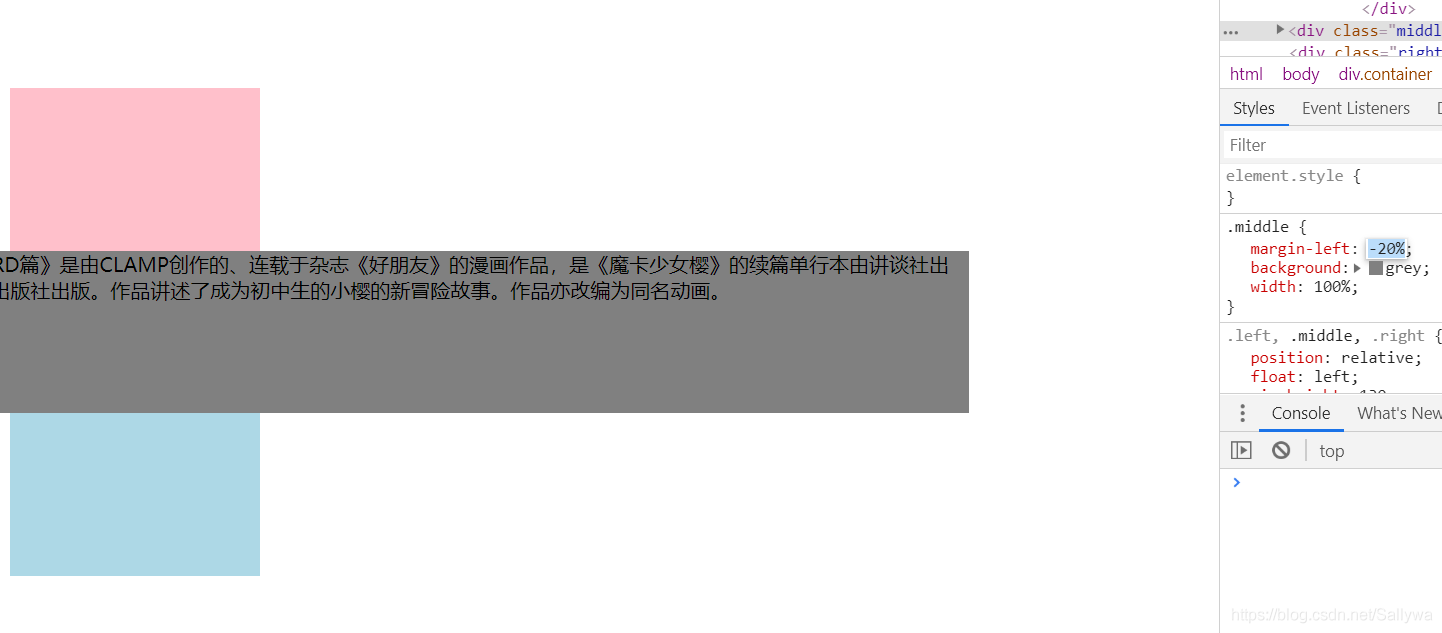 RD篇》是由CLAMP创作的、连载于杂志《好朋友》的漫画作品，是《魔卡少女樱》的续篇单行本由讲谈社出
出版社出版。作品讲述了成为初中生的小樱的新冒险故事。作品亦改编为同名动画。
</div>
... <div class="middl
<div class="right
html body div.container
Styles Event Listeners
Filter
element.style {
}
.middle {
margin-left: -20%;
background: grey;
width: 100%;
}
.left, .middle, .right {
position: relative;
float: left;
Console What's New
top
https://blog.csdn.net/Sallywa